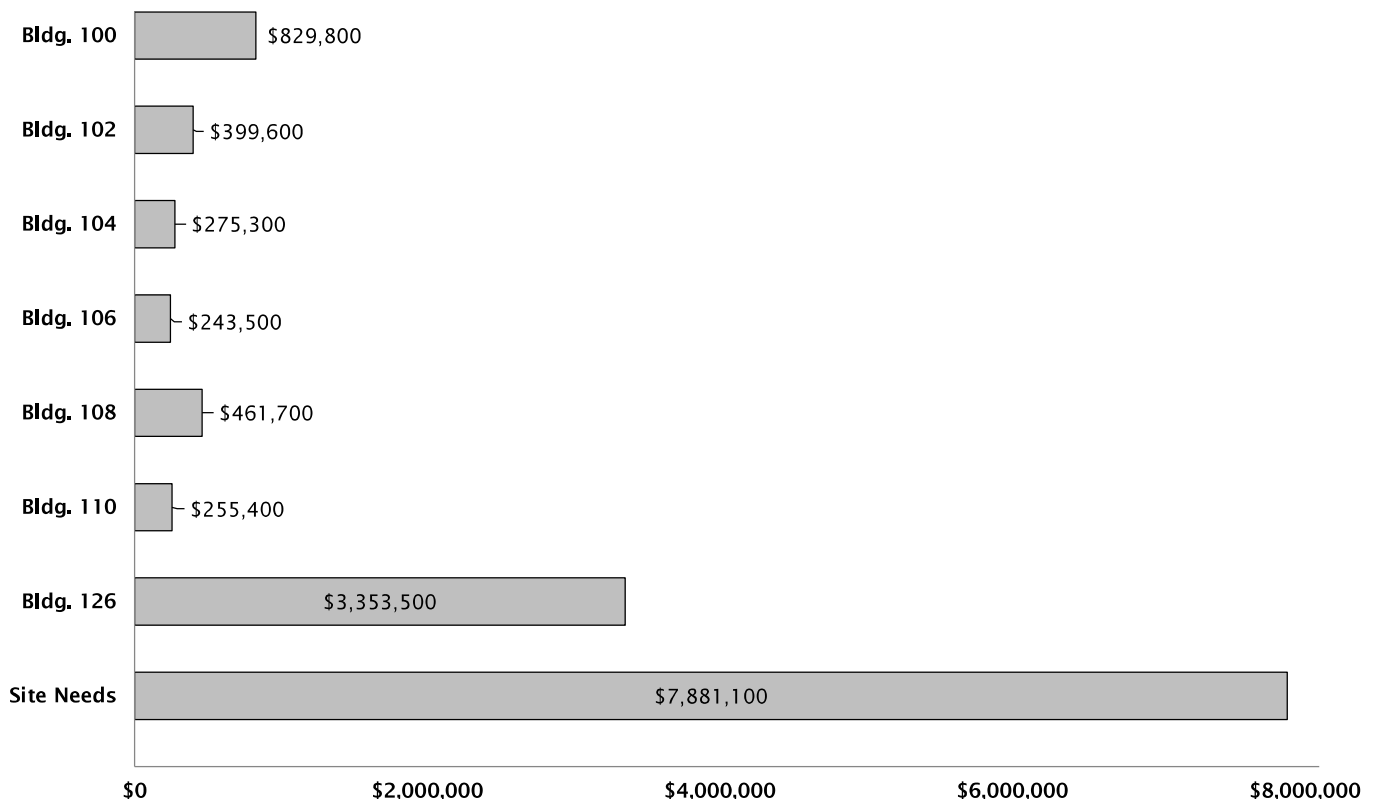 Bldg. 100 $829,800
Bldg. 102 $399,600
Bldg. 104 $275,300
Bldg. 106 $243,500
Bldg. 108 $461,700
Bldg. 110 $255,400
Bldg. 126 $3,353,500
Site Needs $7,881,100
$0 $2,000,000 $4,000,000 $6,000,000 $8,000,000